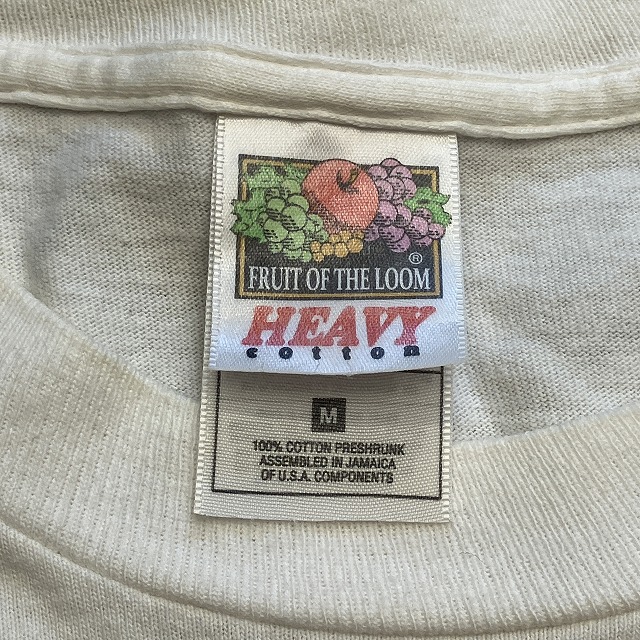 ®
FRUIT OF THE LOOM
HEAVY
cotton
M
100% COTTON PRESHRUNK
ASSEMBLED IN JAMAICA
OF U.S.A. COMPONENTS